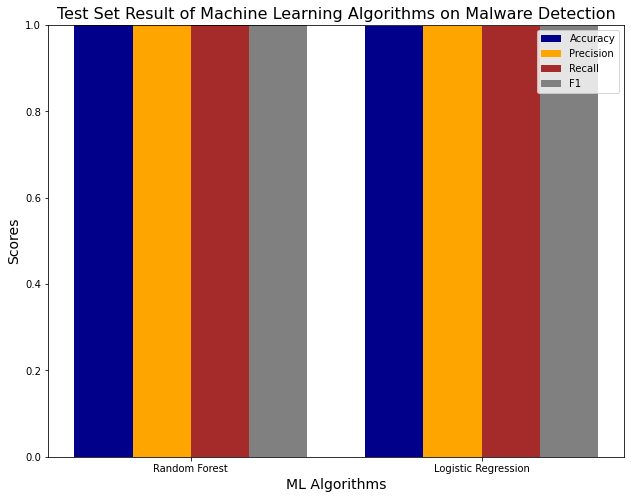 Test Set Result of Machine Learning Algorithms on Malware Detection
1.0
0.8
0.6
0.4
0.2
0.0
Scores
Accuracy
Precision
Recall
F1
Random Forest
Logistic Regression
ML Algorithms